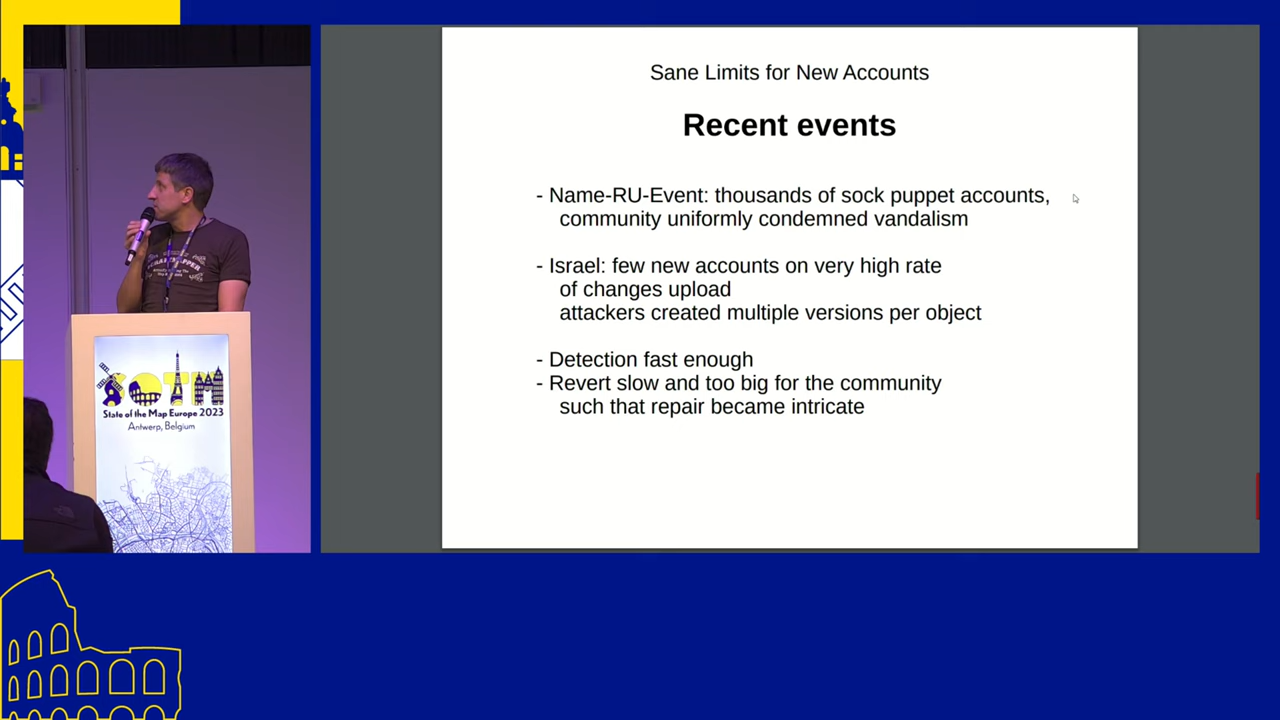 Sane Limits for New Accounts
Recent events
- Name-RU-Event: thousands of sock puppet accounts,
community uniformly condemned vandalism
- Israel: few new accounts on very high rate
of changes upload
attackers created multiple versions per object
- Detection fast enough
- Revert slow and too big for the community
such that repair became intricate
SOTM
State of the Map Europe 2023
Antwerp, Belgium